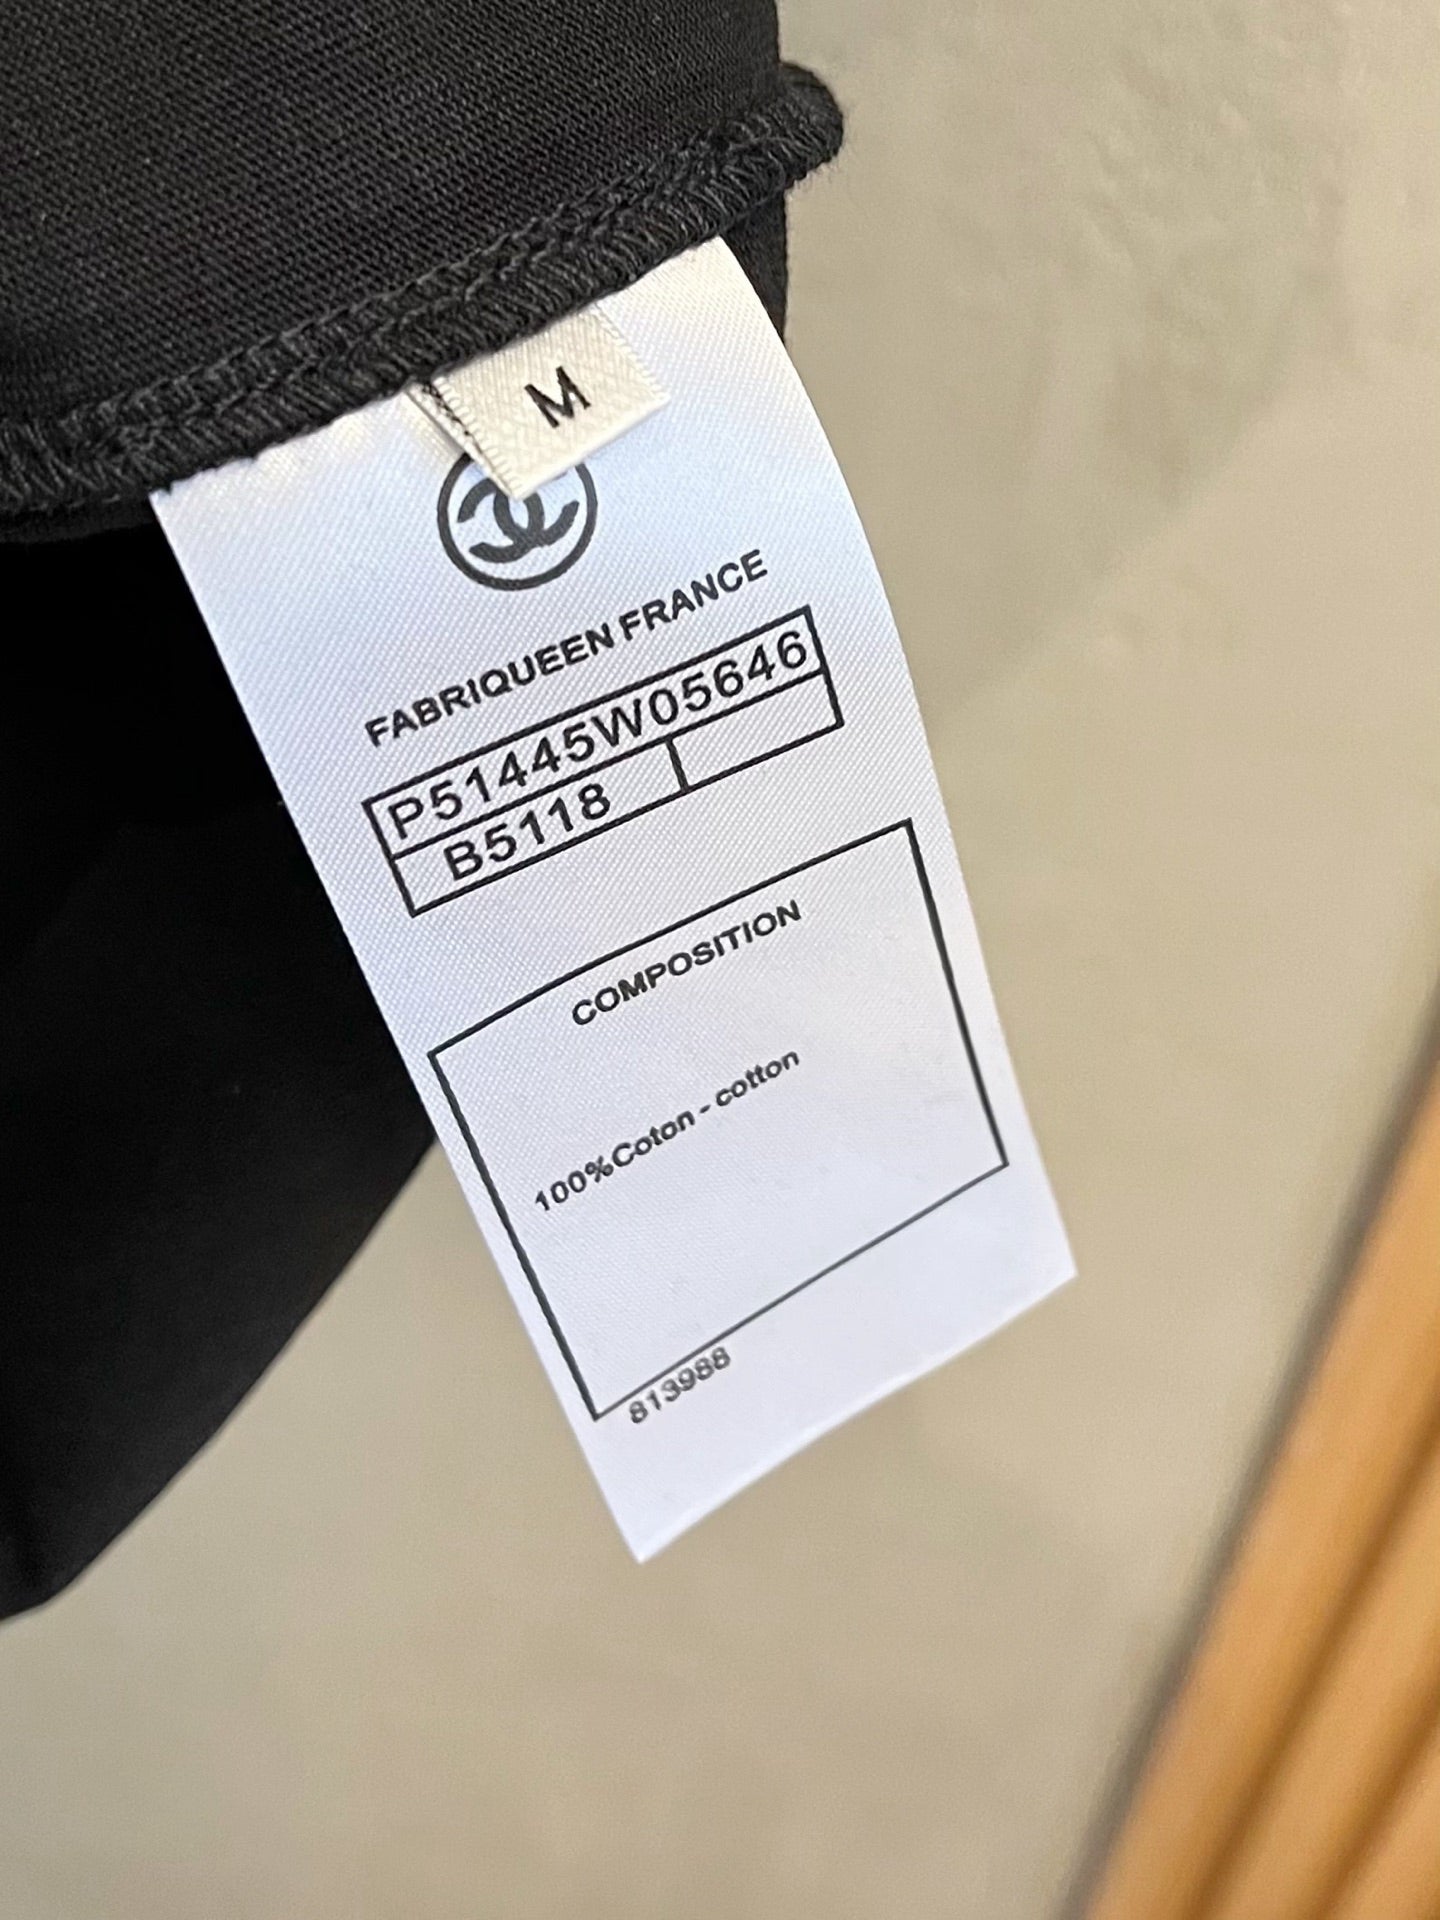 M
FABRIQUEEN FRANCE
P51445W05646
B5118
COMPOSITION
100%Coton - cotton
813988